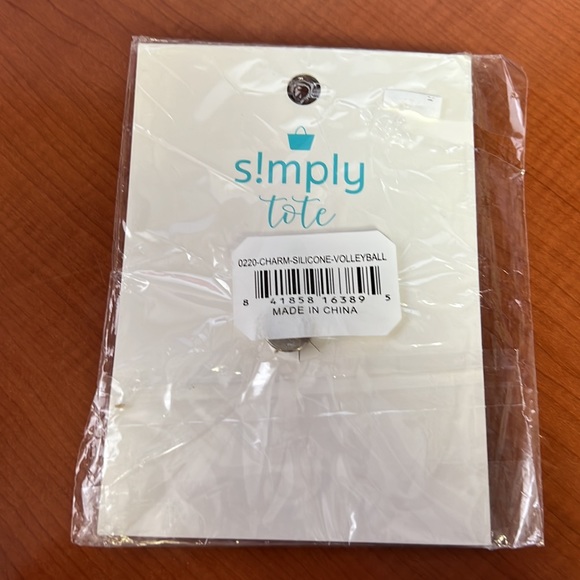 s!mply
tote
0220-CHARM-SILICONE-VOLLEYBALL
8 41858 16389 5
MADE IN CHINA